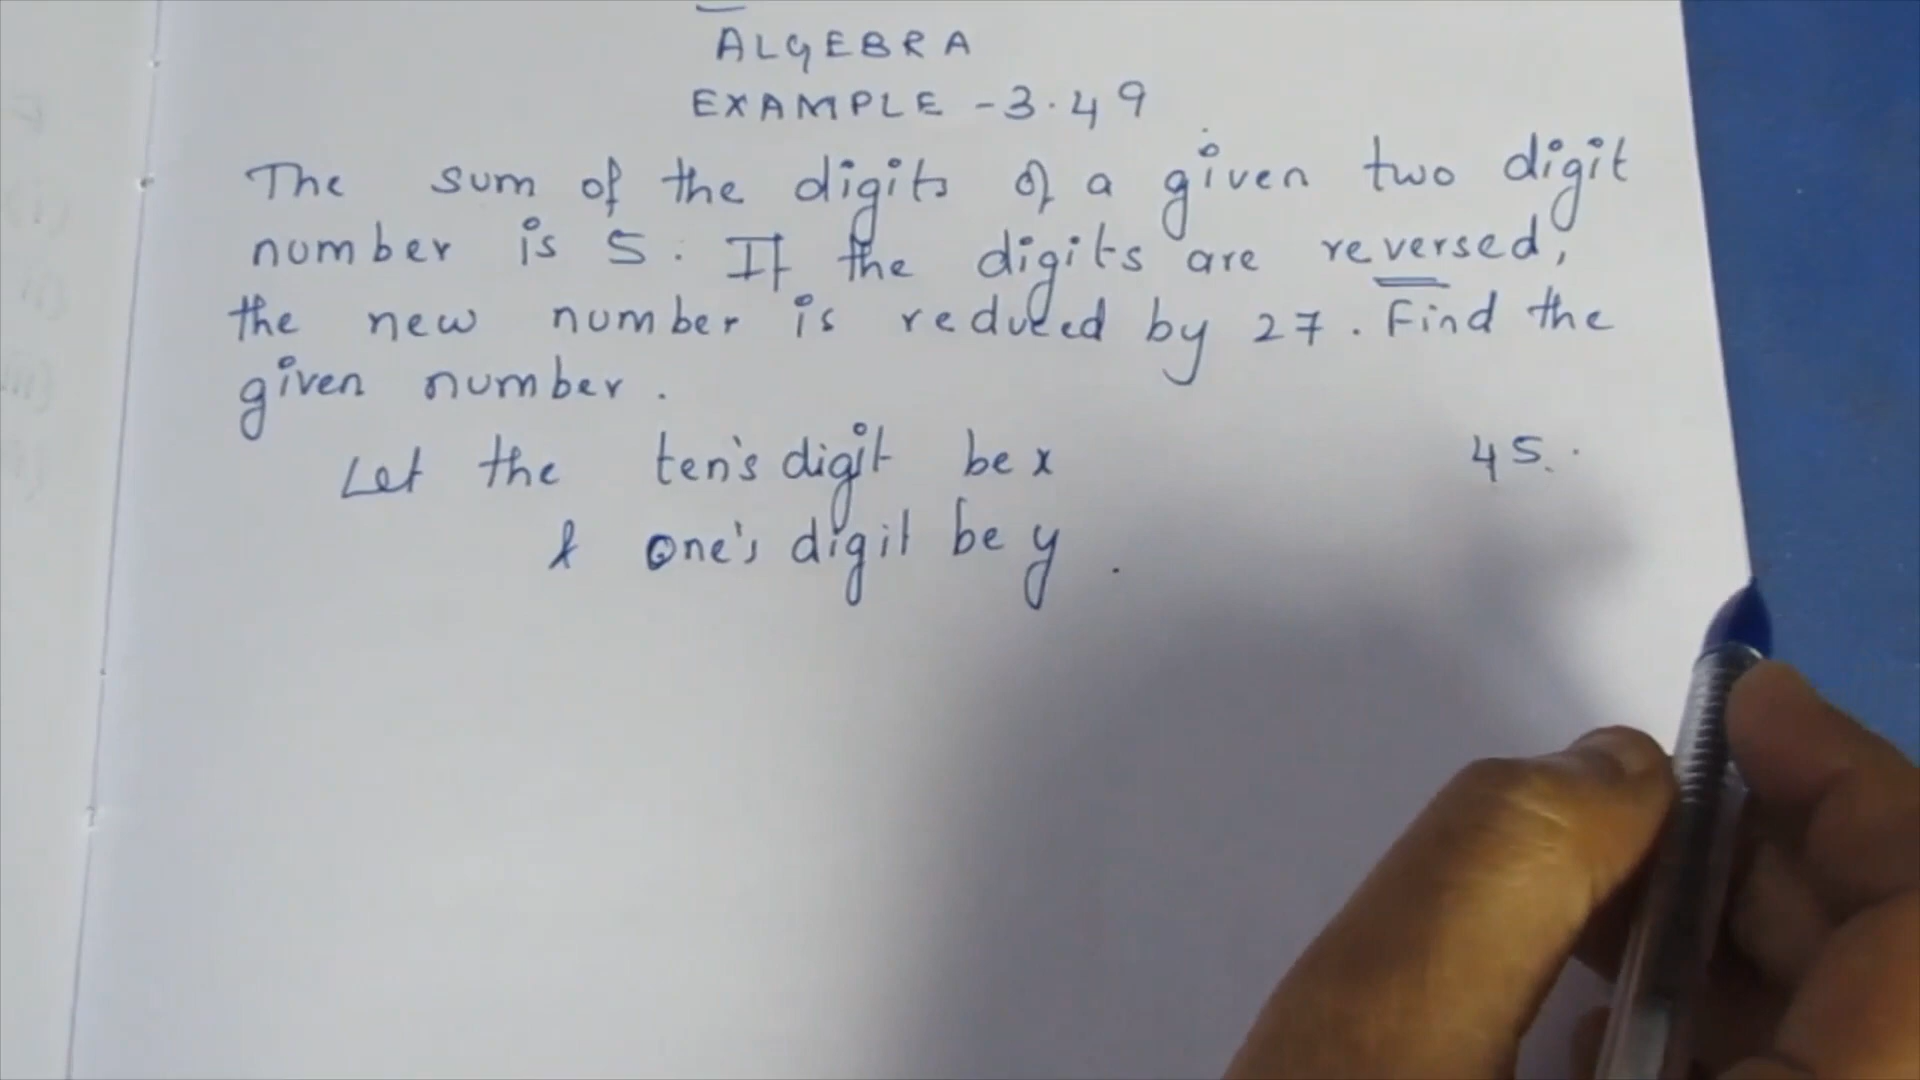 ALGEBRA
EXAMPLE - 3.49
The sum of the digits of a given two digit
number is 5. If the digits are reversed,
the new number is reduced by 27. Find the
given number.
Let the ten's digit be x
45.
& one's digit be y.